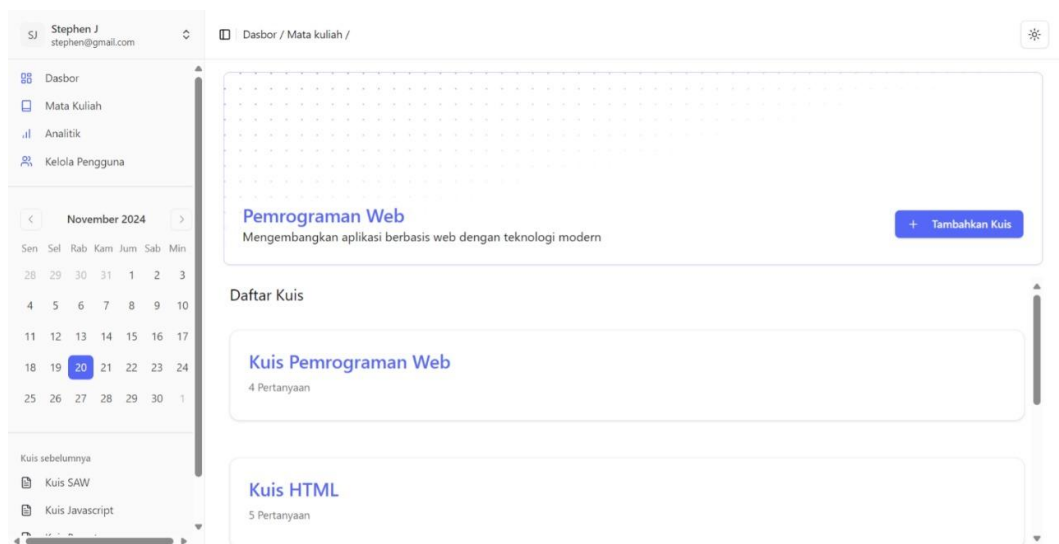 SJ
Stephen J
stephen@gmail.com
Dasbor / Mata kuliah /
Dasbor
Mata Kuliah
Analitik
Kelola Pengguna
November 2024
Sen Sel Rab Kam Jum Sab Min
28 29 30 31 1 2 3
4 5 6 7 8 9 10
11 12 13 14 15 16 17
18 19 20 21 22 23 24
25 26 27 28 29 30 1
Kuis sebelumnya
Kuis SAW
Kuis Javascript
Pemrograman Web
Mengembangkan aplikasi berbasis web dengan teknologi modern
+ Tambahkan Kuis
Daftar Kuis
Kuis Pemrograman Web
4 Pertanyaan
Kuis HTML
5 Pertanyaan